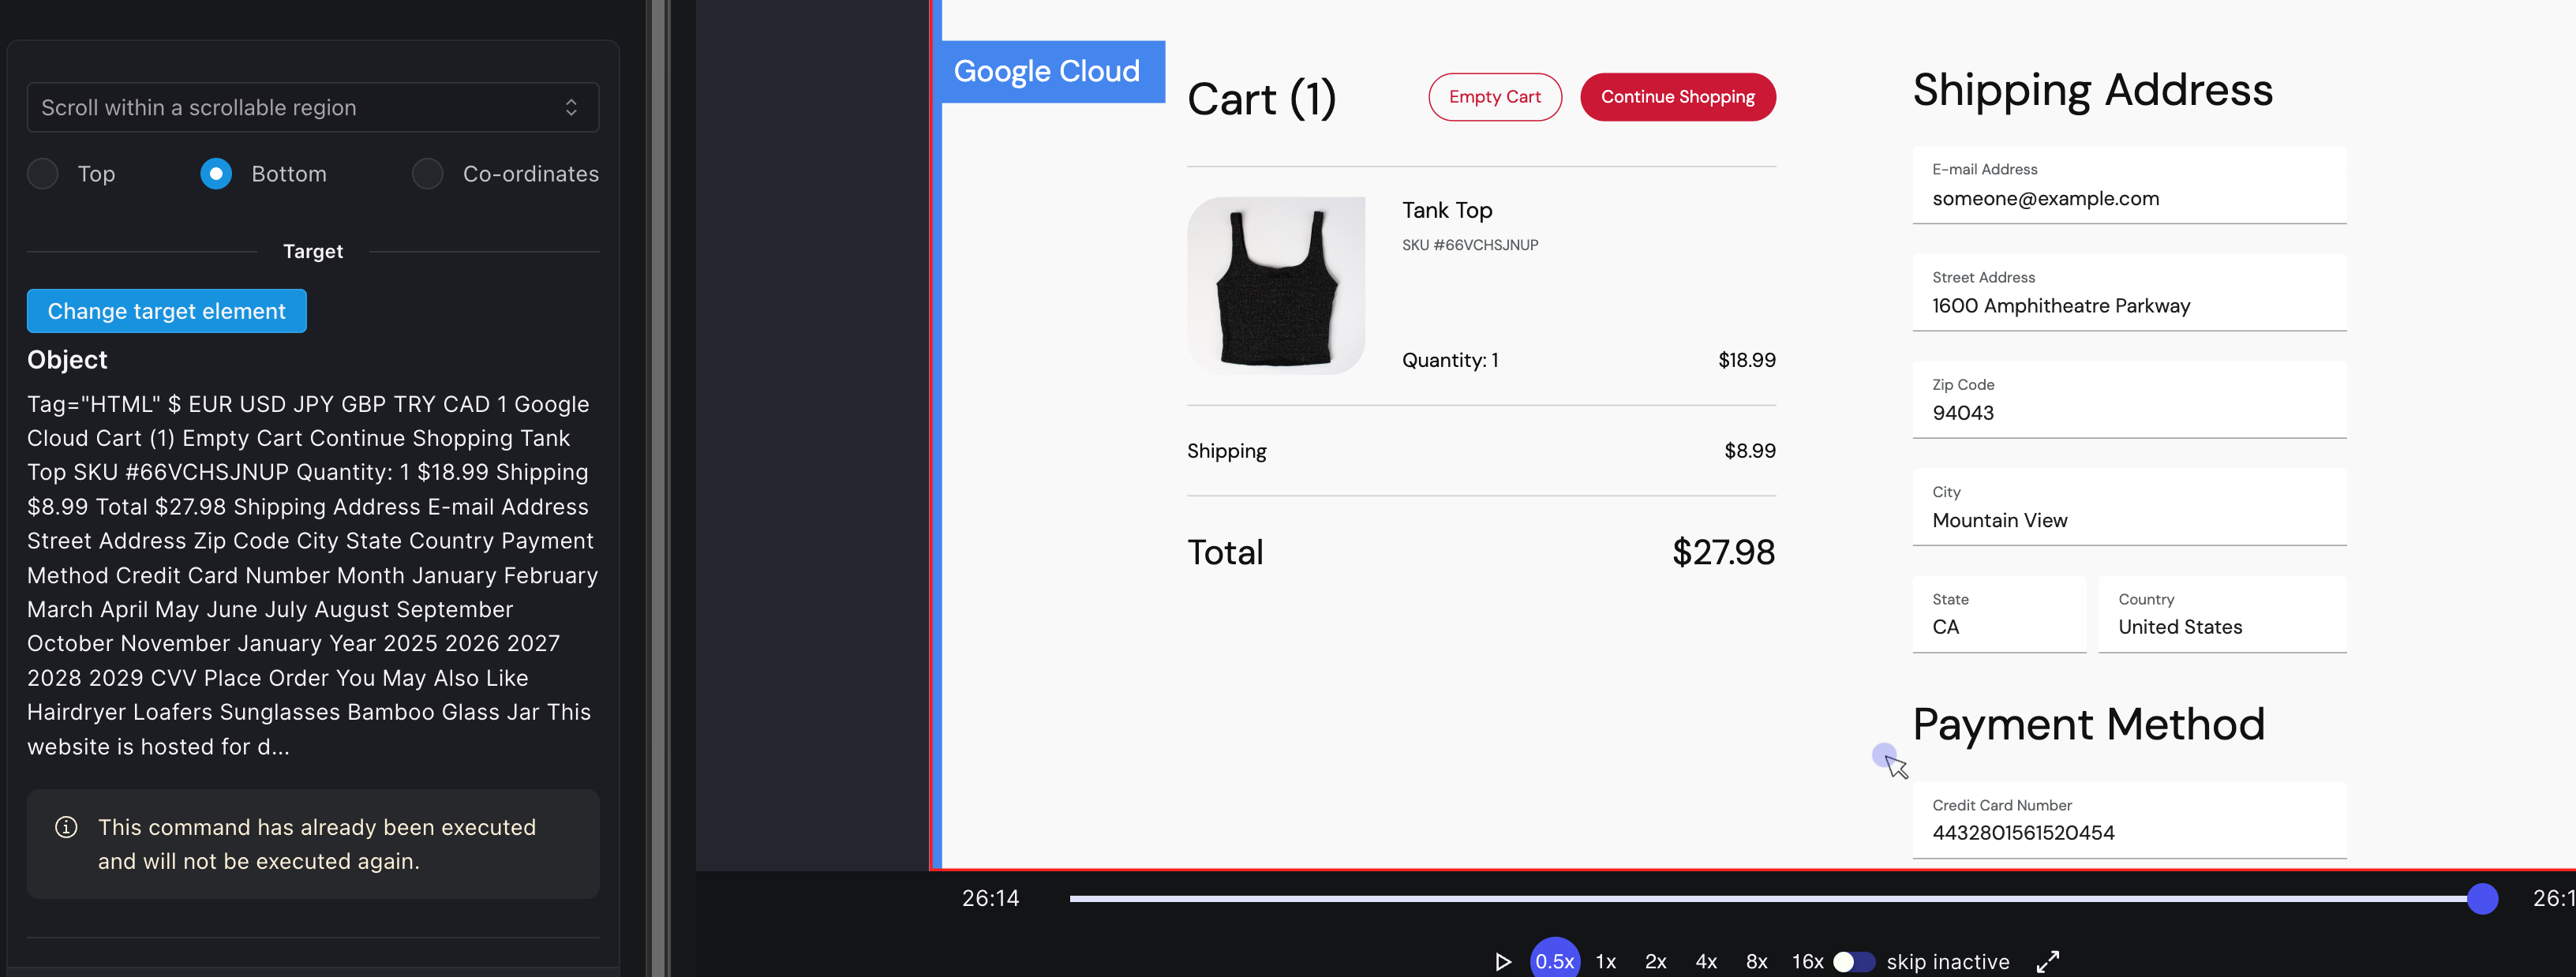 Scroll within a scrollable region
Top
Bottom
Co-ordinates
Target
Change target element
Object
Tag="HTML" $ EUR USD JPY GBP TRY CAD 1 Google
Cloud Cart (1) Empty Cart Continue Shopping Tank
Top SKU #66VCHSJNUP Quantity: 1 $18.99 Shipping
$8.99 Total $27.98 Shipping Address E-mail Address
Street Address Zip Code City State Country Payment
Method Credit Card Number Month January February
March April May June July August September
October November January Year 2025 2026 2027
2028 2029 CVV Place Order You May Also Like
Hairdryer Loafers Sunglasses Bamboo Glass Jar This
website is hosted for d...
This command has already been executed
and will not be executed again.
Google Cloud
Cart (1)
Empty Cart
Continue Shopping
Tank Top
SKU #66VCHSJNUP
Quantity: 1
$18.99
Shipping
$8.99
Total
$27.98
Shipping Address
E-mail Address
someone@example.com
Street Address
1600 Amphitheatre Parkway
Zip Code
94043
City
Mountain View
State
CA
Country
United States
Payment Method
Credit Card Number
4432801561520454
26:14
0.5x
1x
2x
4x
8x
16x
skip inactive